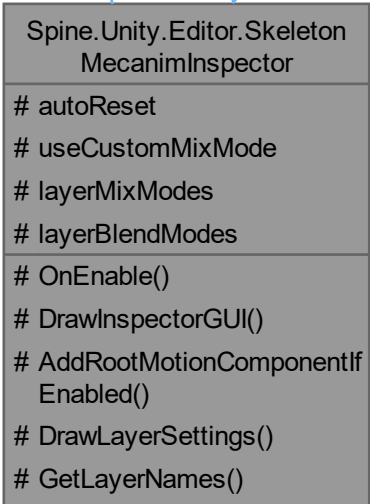 Spine.Unity.Editor.Skeleton
MecanimInspector
# autoReset
# useCustomMixMode
# layerMixModes
# layerBlendModes
# OnEnable()
# DrawInspectorGUI()
# AddRootMotionComponentIf
Enabled()
# DrawLayerSettings()
# GetLayerNames()